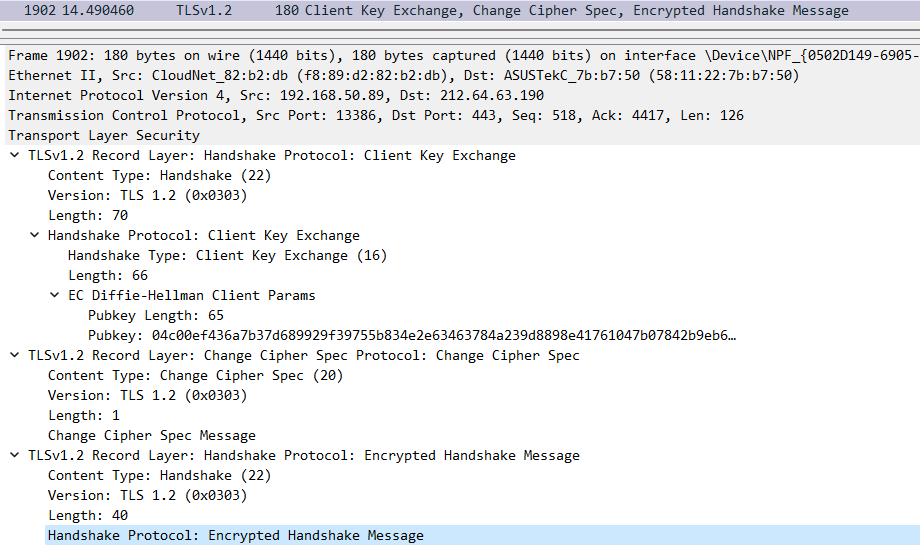 1902 14.490460 TLSv1.2 180 Client Key Exchange, Change Cipher Spec, Encrypted Handshake Message
Frame 1902: 180 bytes on wire (1440 bits), 180 bytes captured (1440 bits) on interface \Device\NPF_{0502D149-6905-
Ethernet II, Src: CloudNet_82:b2:db (f8:89:d2:82:b2:db), Dst: ASUSTekC_7b:b7:50 (58:11:22:7b:b7:50)
Internet Protocol Version 4, Src: 192.168.50.89, Dst: 212.64.63.190
Transmission Control Protocol, Src Port: 13386, Dst Port: 443, Seq: 518, Ack: 4417, Len: 126
Transport Layer Security
TLSv1.2 Record Layer: Handshake Protocol: Client Key Exchange
Content Type: Handshake (22)
Version: TLS 1.2 (0x0303)
Length: 70
Handshake Protocol: Client Key Exchange
Handshake Type: Client Key Exchange (16)
Length: 66
EC Diffie-Hellman Client Params
Pubkey Length: 65
Pubkey: 04c00ef436a7b37d689929f39755b834e2e63463784a239d8898e41761047b07842b9eb6…
TLSv1.2 Record Layer: Change Cipher Spec Protocol: Change Cipher Spec
Content Type: Change Cipher Spec (20)
Version: TLS 1.2 (0x0303)
Length: 1
Change Cipher Spec Message
TLSv1.2 Record Layer: Handshake Protocol: Encrypted Handshake Message
Content Type: Handshake (22)
Version: TLS 1.2 (0x0303)
Length: 40
Handshake Protocol: Encrypted Handshake Message